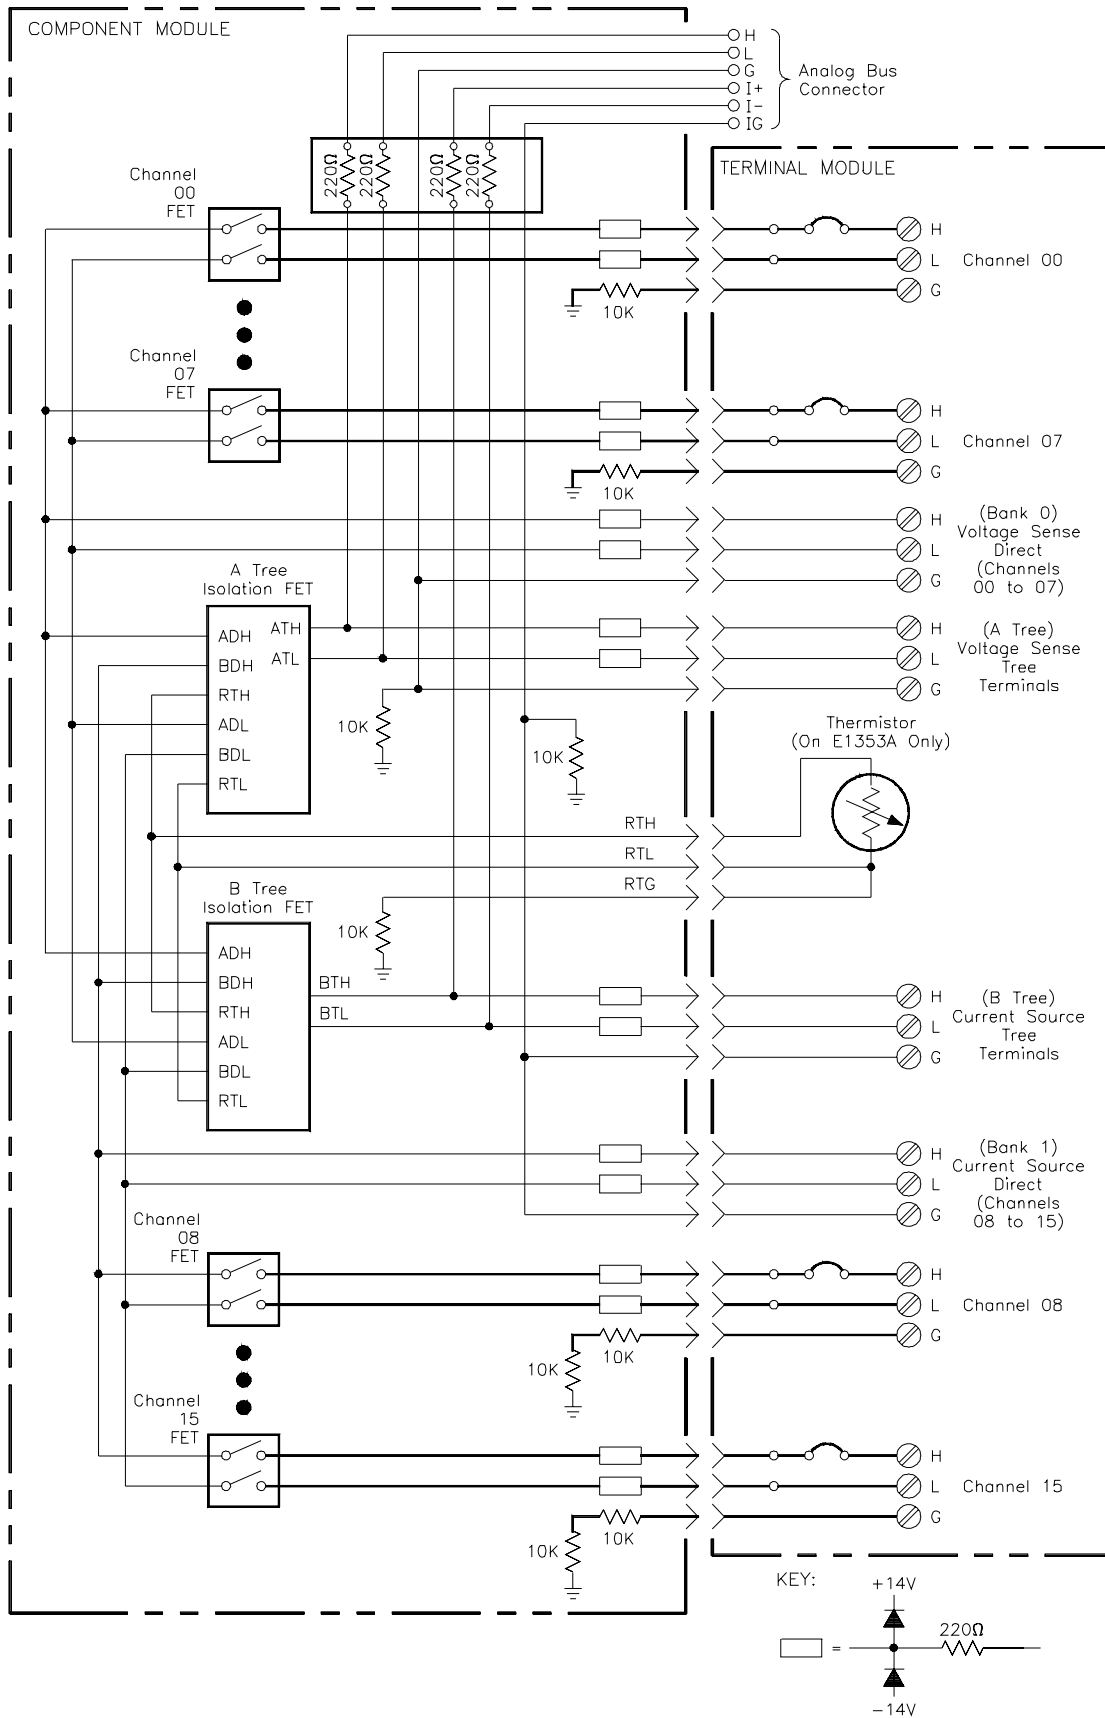 COMPONENT MODULE
H
L
G
I+
I−
IG
Analog Bus
Connector
220Ω
220Ω
220Ω
220Ω
TERMINAL MODULE
Channel
00
FET
H
L
G
Channel 00
10K
Channel
07
FET
H
L
G
Channel 07
10K
H
L
G
(Bank 0)
Voltage Sense
Direct
(Channels
00 to 07)
A Tree
Isolation FET
ADH
BDH
RTH
ADL
BDL
RTL
ATH
ATL
H
L
G
(A Tree)
Voltage Sense
Tree
Terminals
10K
10K
Thermistor
(On E1353A Only)
RTH
RTL
RTG
10K
B Tree
Isolation FET
ADH
BDH
RTH
ADL
BDL
RTL
BTH
BTL
H
L
G
(B Tree)
Current Source
Tree
Terminals
H
L
G
(Bank 1)
Current Source
Direct
(Channels
08 to 15)
Channel
08
FET
H
L
G
Channel 08
10K
10K
Channel
15
FET
H
L
G
Channel 15
10K
10K
KEY:
=
+14V
220Ω
−14V